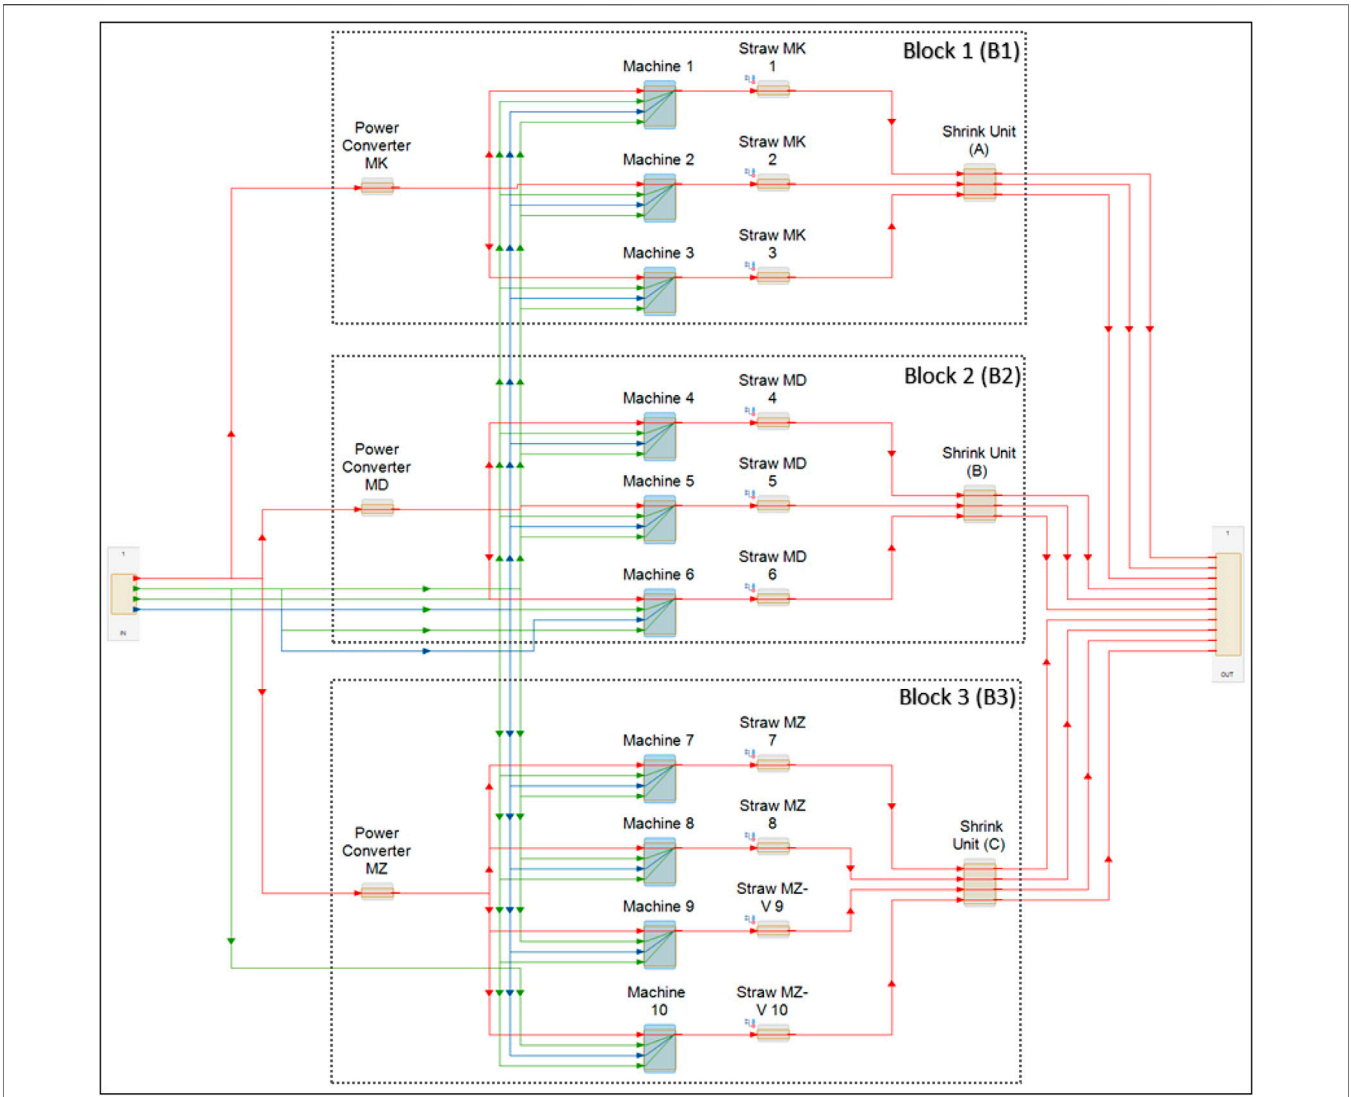 Block 1 (B1)
Straw MK
1
Machine 1
Power
Converter
MK
Straw MK
2
Machine 2
Shrink Unit
(A)
Straw MK
3
Machine 3
Block 2 (B2)
Straw MD
4
Machine 4
Power
Converter
MD
Straw MD
5
Machine 5
Shrink Unit
(B)
Straw MD
6
Machine 6
1
IN
1
OUT
Block 3 (B3)
Straw MZ
7
Machine 7
Straw MZ
8
Machine 8
Power
Converter
MZ
Shrink
Unit (C)
Straw MZ-
V 9
Machine 9
Straw MZ-
V 10
Machine
10